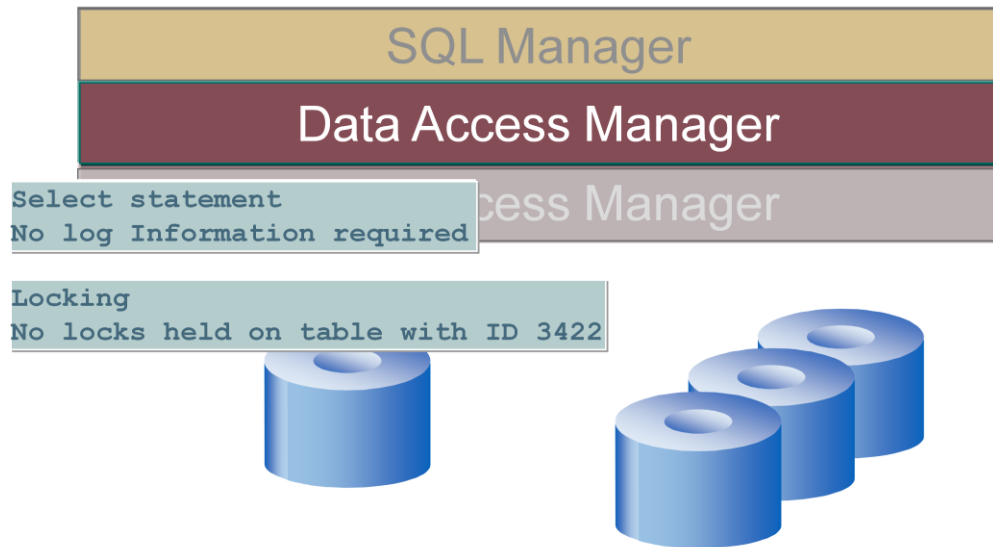 SQL Manager
Data Access Manager
cess Manager
Select statement
No log Information required
Locking
No locks held on table with ID 3422